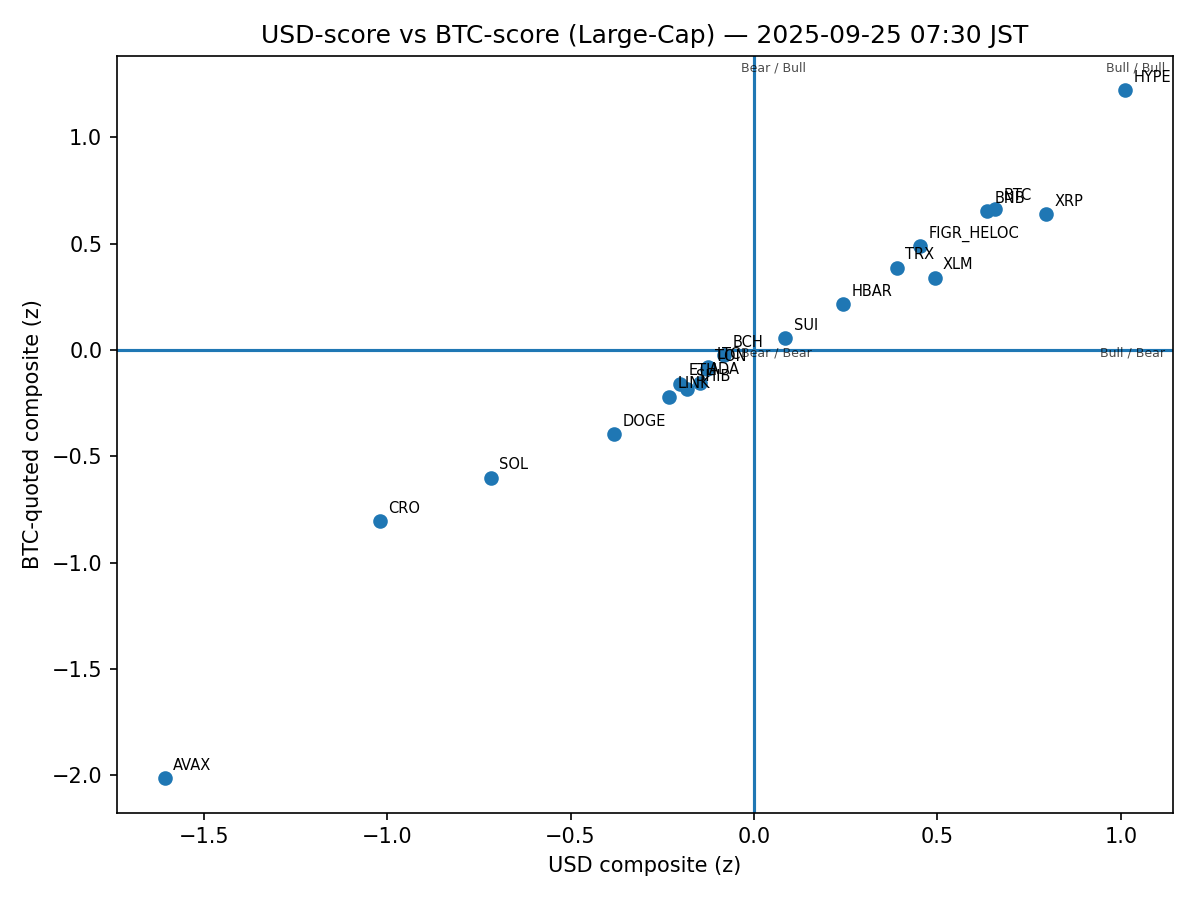 USD-score vs BTC-score (Large-Cap) — 2025-09-25 07:30 JST
Bear / Bull
Bull / Bull
HYPE
BNB
BTC
XRP
FIGR_HELOC
TRX
XLM
HBAR
SUI
BCH
LTC
Bear / Bear
Bull / Bear
ETH
ADA
SHIB
LINK
DOGE
SOL
CRO
AVAX
1.0
0.5
0.0
−0.5
−1.0
−1.5
−2.0
BTC-quoted composite (z)
−1.5
−1.0
−0.5
0.0
0.5
1.0
USD composite (z)